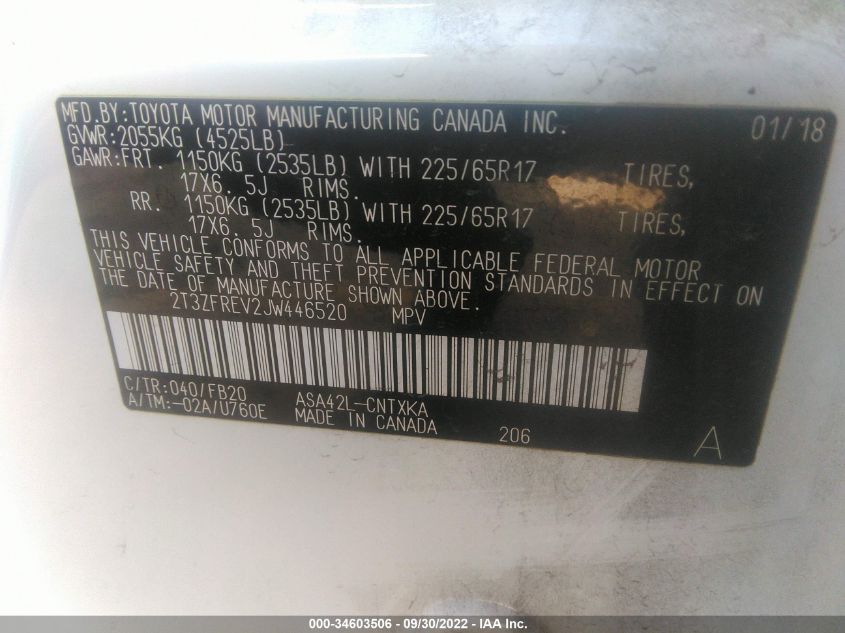 MFD.BY:TOYOTA MOTOR MANUFACTURING CANADA INC. 01/18
GVWR:2055KG (4525LB)
GAWR:FRT. 1150KG (2535LB) WITH 225/65R17 TIRES,
17X6. 5J RIMS.
RR. 1150KG (2535LB) WITH 225/65R17 TIRES,
17X6. 5J RIMS.
THIS VEHICLE CONFORMS TO ALL APPLICABLE FEDERAL MOTOR
VEHICLE SAFETY AND THEFT PREVENTION STANDARDS IN EFFECT ON
THE DATE OF MANUFACTURE SHOWN ABOVE.
2T3ZFREV2JW446520 MPV
C/TR:040/FB20 ASA42L-CNTXKA
A/TM:-02A/U760E MADE IN CANADA 206 A
000-34603506 - 09/30/2022 - IAA Inc.